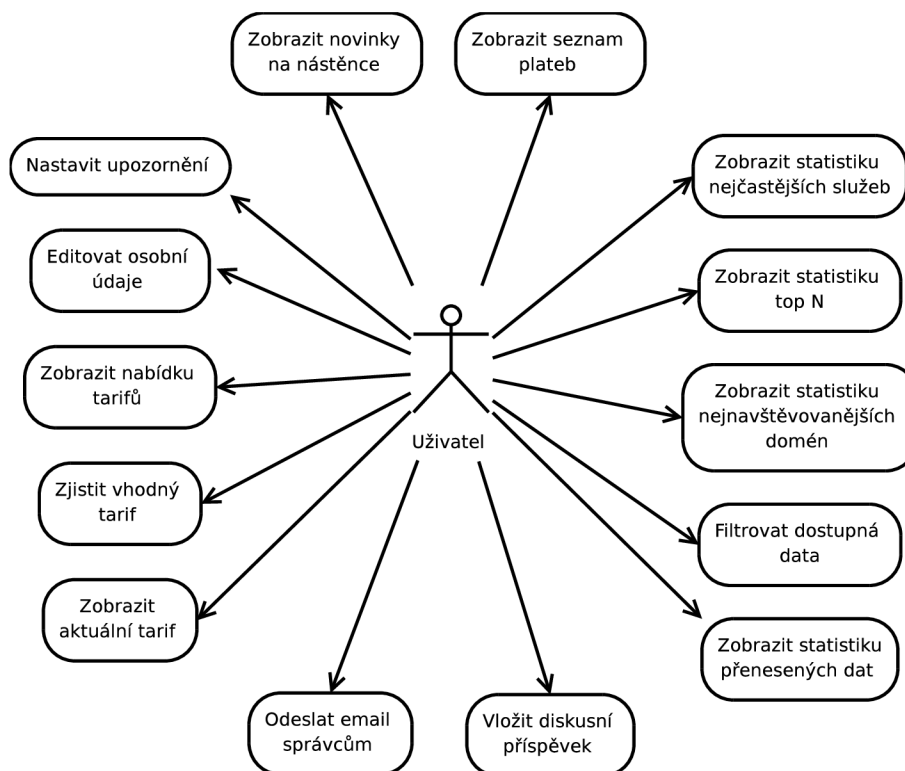 Zobrazit novinky
na nástěnce
Zobrazit seznam
plateb
Nastavit upozornění
Zobrazit statistiku
nejčastějších služeb
Editovat osobní
údaje
Zobrazit statistiku
top N
Zobrazit nabídku
tarifů
Zobrazit statistiku
nejnavštěvovanějších
domén
Uživatel
Zjistit vhodný
tarif
Filtrovat dostupná
data
Zobrazit
aktuální tarif
Zobrazit statistiku
přenesených dat
Odeslat email
správcům
Vložit diskusní
příspěvek